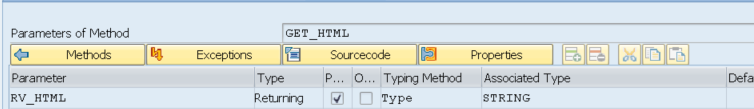 Parameters of Method GET_HTML
Methods Exceptions Sourcecode Properties
Parameter Type P... O... Typing Method Associated Type Defa
RV_HTML Returning Type STRING